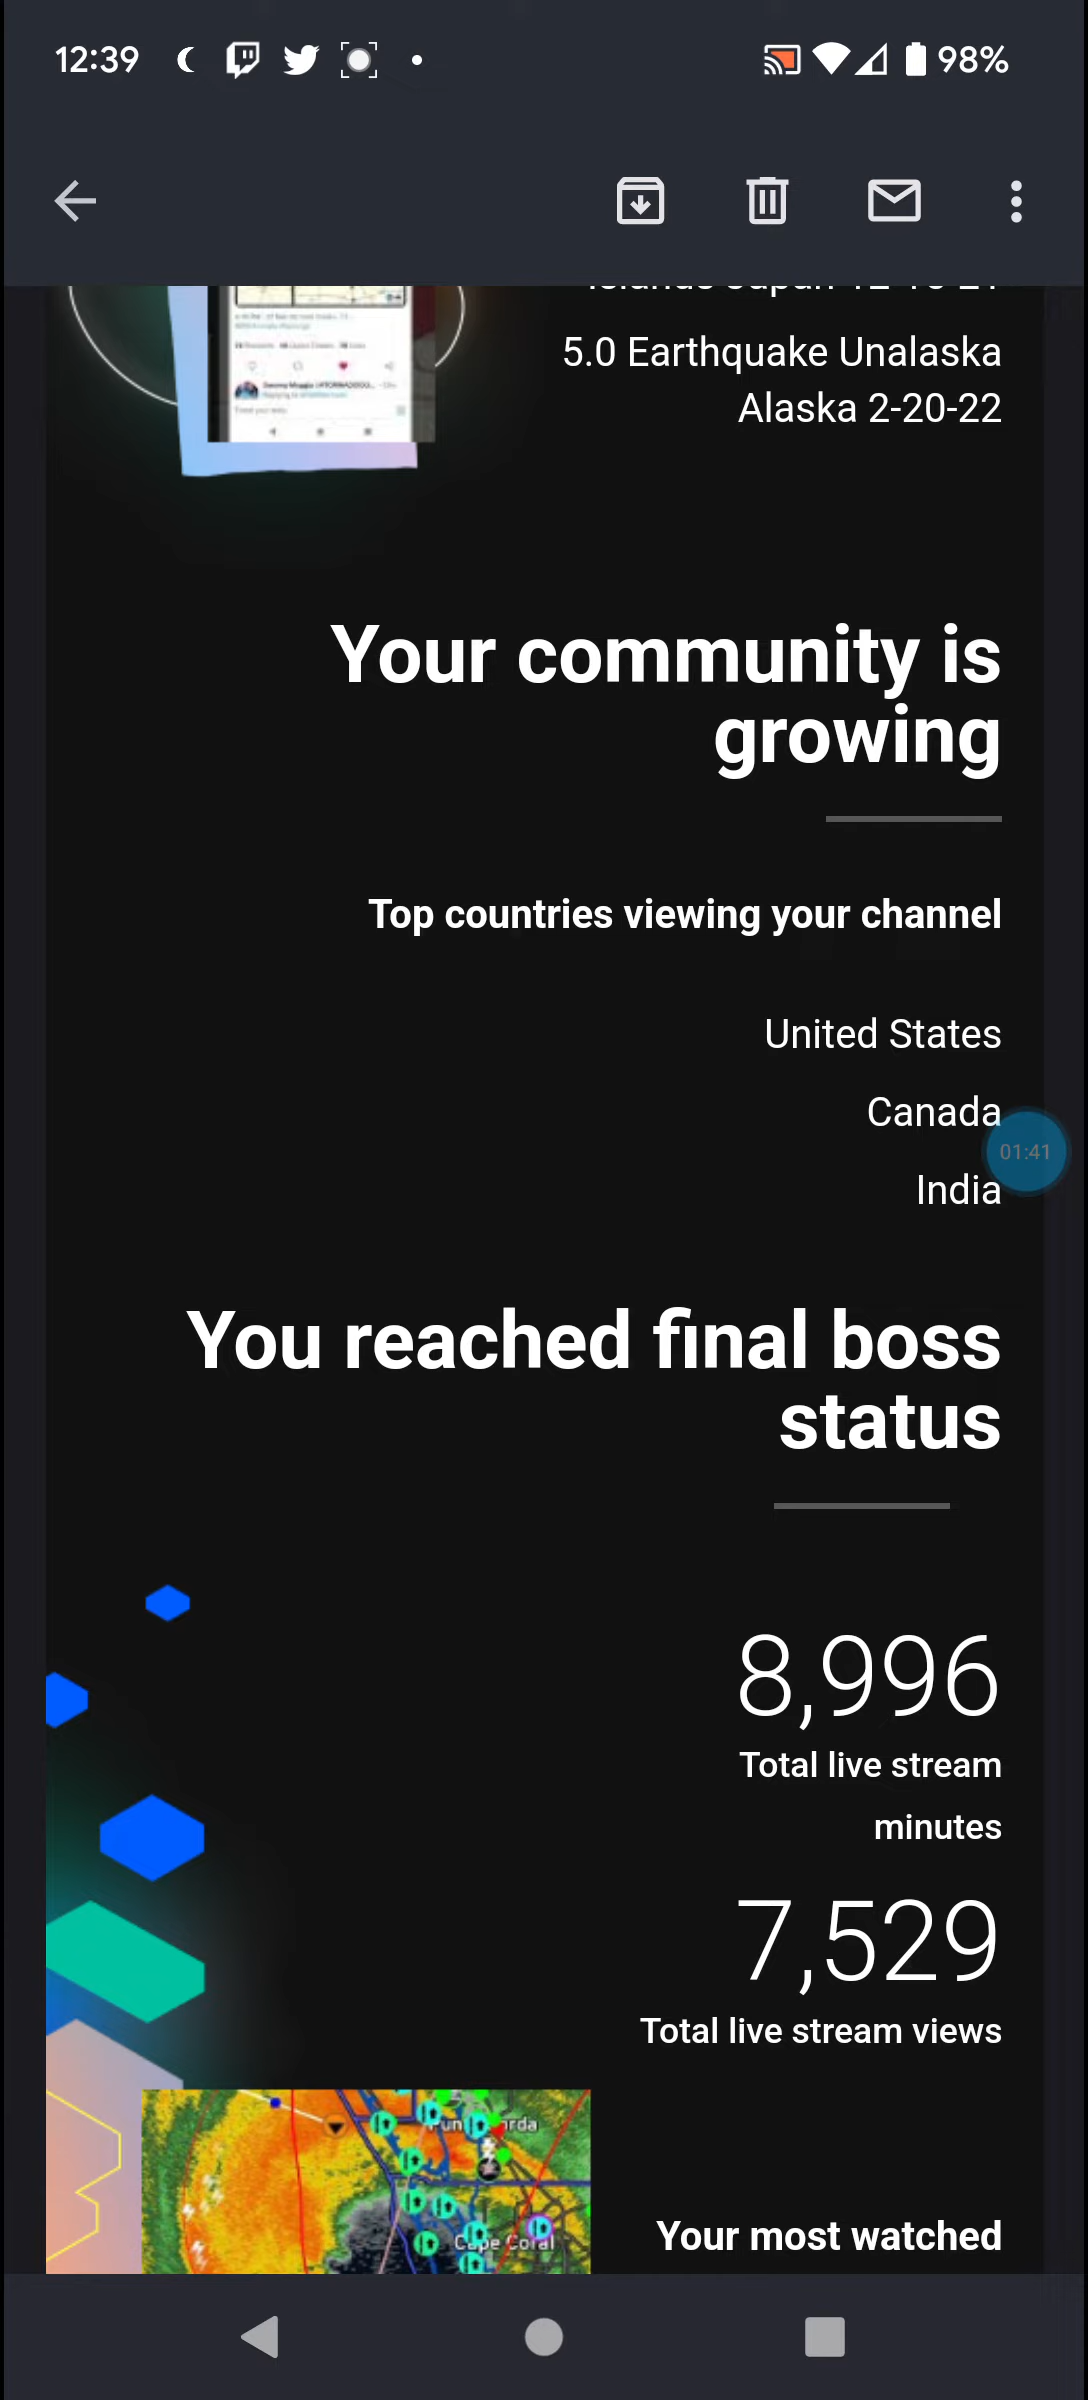 12:39
98%
5.0 Earthquake Unalaska
Alaska 2-20-22
Your community is
growing
Top countries viewing your channel
United States
Canada
01:41
India
You reached final boss
status
8,996
Total live stream
minutes
7,529
Total live stream views
Cape Coral
Your most watched